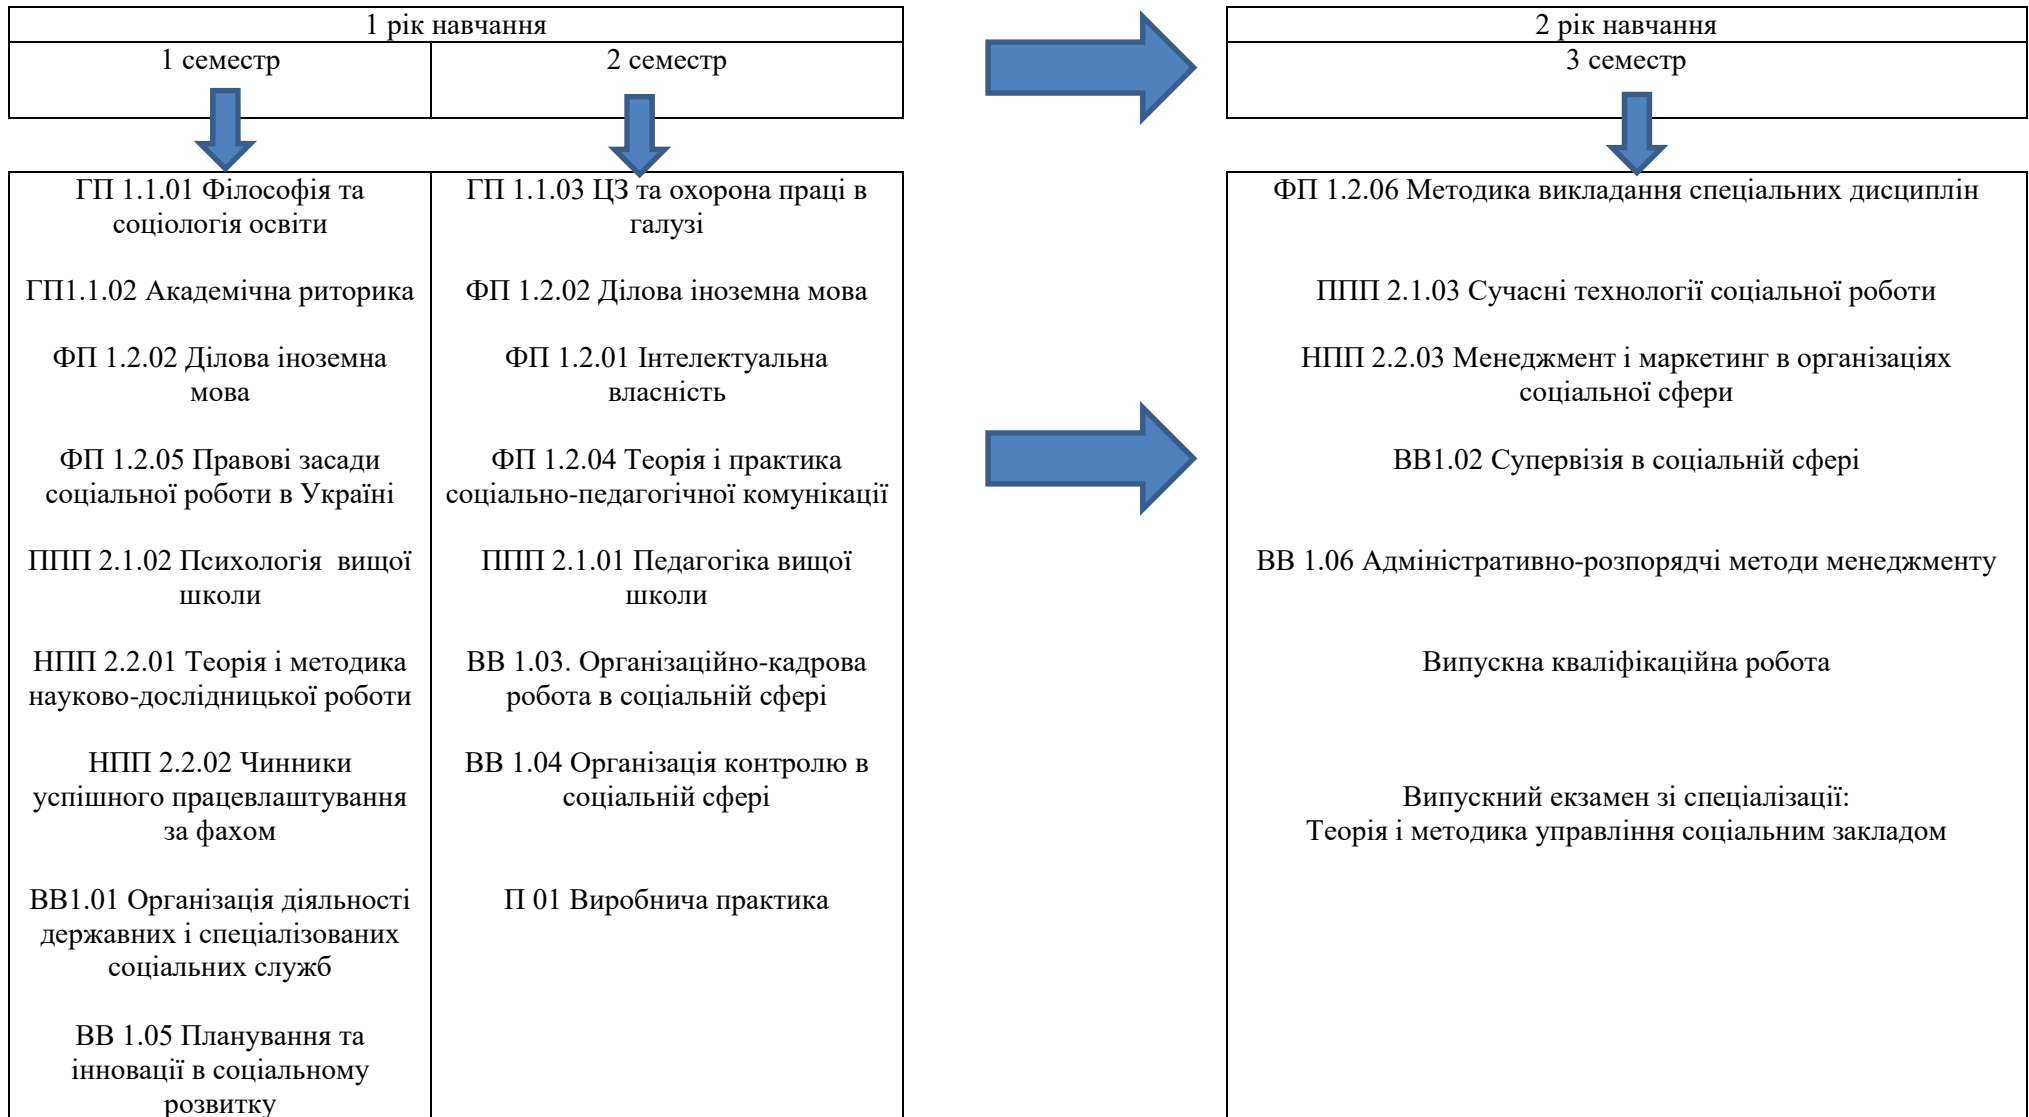 1 рік навчання
1 семестр
2 семестр
ГП 1.1.01 Філософія та
соціологія освіти
ГП1.1.02 Академічна риторика
ФП 1.2.02 Ділова іноземна
мова
ФП 1.2.05 Правові засади
соціальної роботи в Україні
ППП 2.1.02 Психологія  вищої
школи
НПП 2.2.01 Теорія і методика
науково-дослідницької роботи
НПП 2.2.02 Чинники
успішного працевлаштування
за фахом
ВВ1.01 Організація діяльності
державних і спеціалізованих
соціальних служб
ВВ 1.05 Планування та
інновації в соціальному
розвитку
ГП 1.1.03 ЦЗ та охорона праці в
галузі
ФП 1.2.02 Ділова іноземна мова
ФП 1.2.01 Інтелектуальна
власність
ФП 1.2.04 Теорія і практика
соціально-педагогічної комунікації
ППП 2.1.01 Педагогіка вищої
школи
ВВ 1.03. Організаційно-кадрова
робота в соціальній сфері
ВВ 1.04 Організація контролю в
соціальній сфері
П 01 Виробнича практика
2 рік навчання
3 семестр
ФП 1.2.06 Методика викладання спеціальних дисциплін
ППП 2.1.03 Сучасні технології соціальної роботи
НПП 2.2.03 Менеджмент і маркетинг в організаціях
соціальної сфери
ВВ1.02 Супервізія в соціальній сфері
ВВ 1.06 Адміністративно-розпорядчі методи менеджменту
Випускна кваліфікаційна робота
Випускний екзамен зі спеціалізації:
Теорія і методика управління соціальним закладом